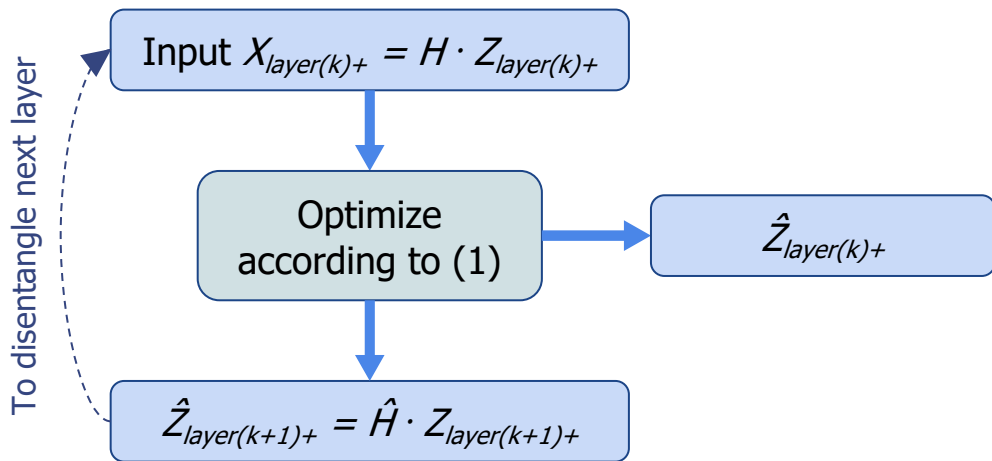 Input X_layer(k)+ = H · Z_layer(k)+
To disentangle next layer
Optimize
according to (1)
Ẑ_layer(k)+
Ẑ_layer(k+1)+ = Ĥ · Z_layer(k+1)+